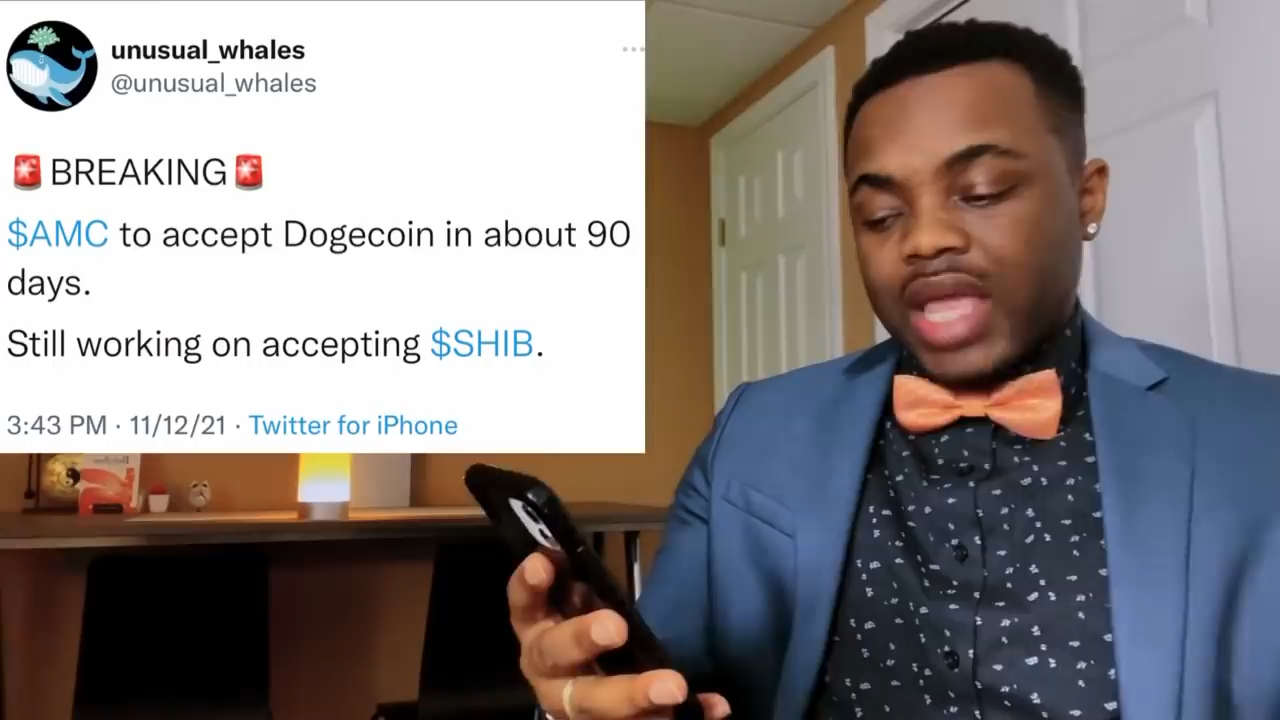 unusual_whales
@unusual_whales
🚨BREAKING🚨
$AMC to accept Dogecoin in about 90
days.
Still working on accepting $SHIB.
3:43 PM · 11/12/21 · Twitter for iPhone